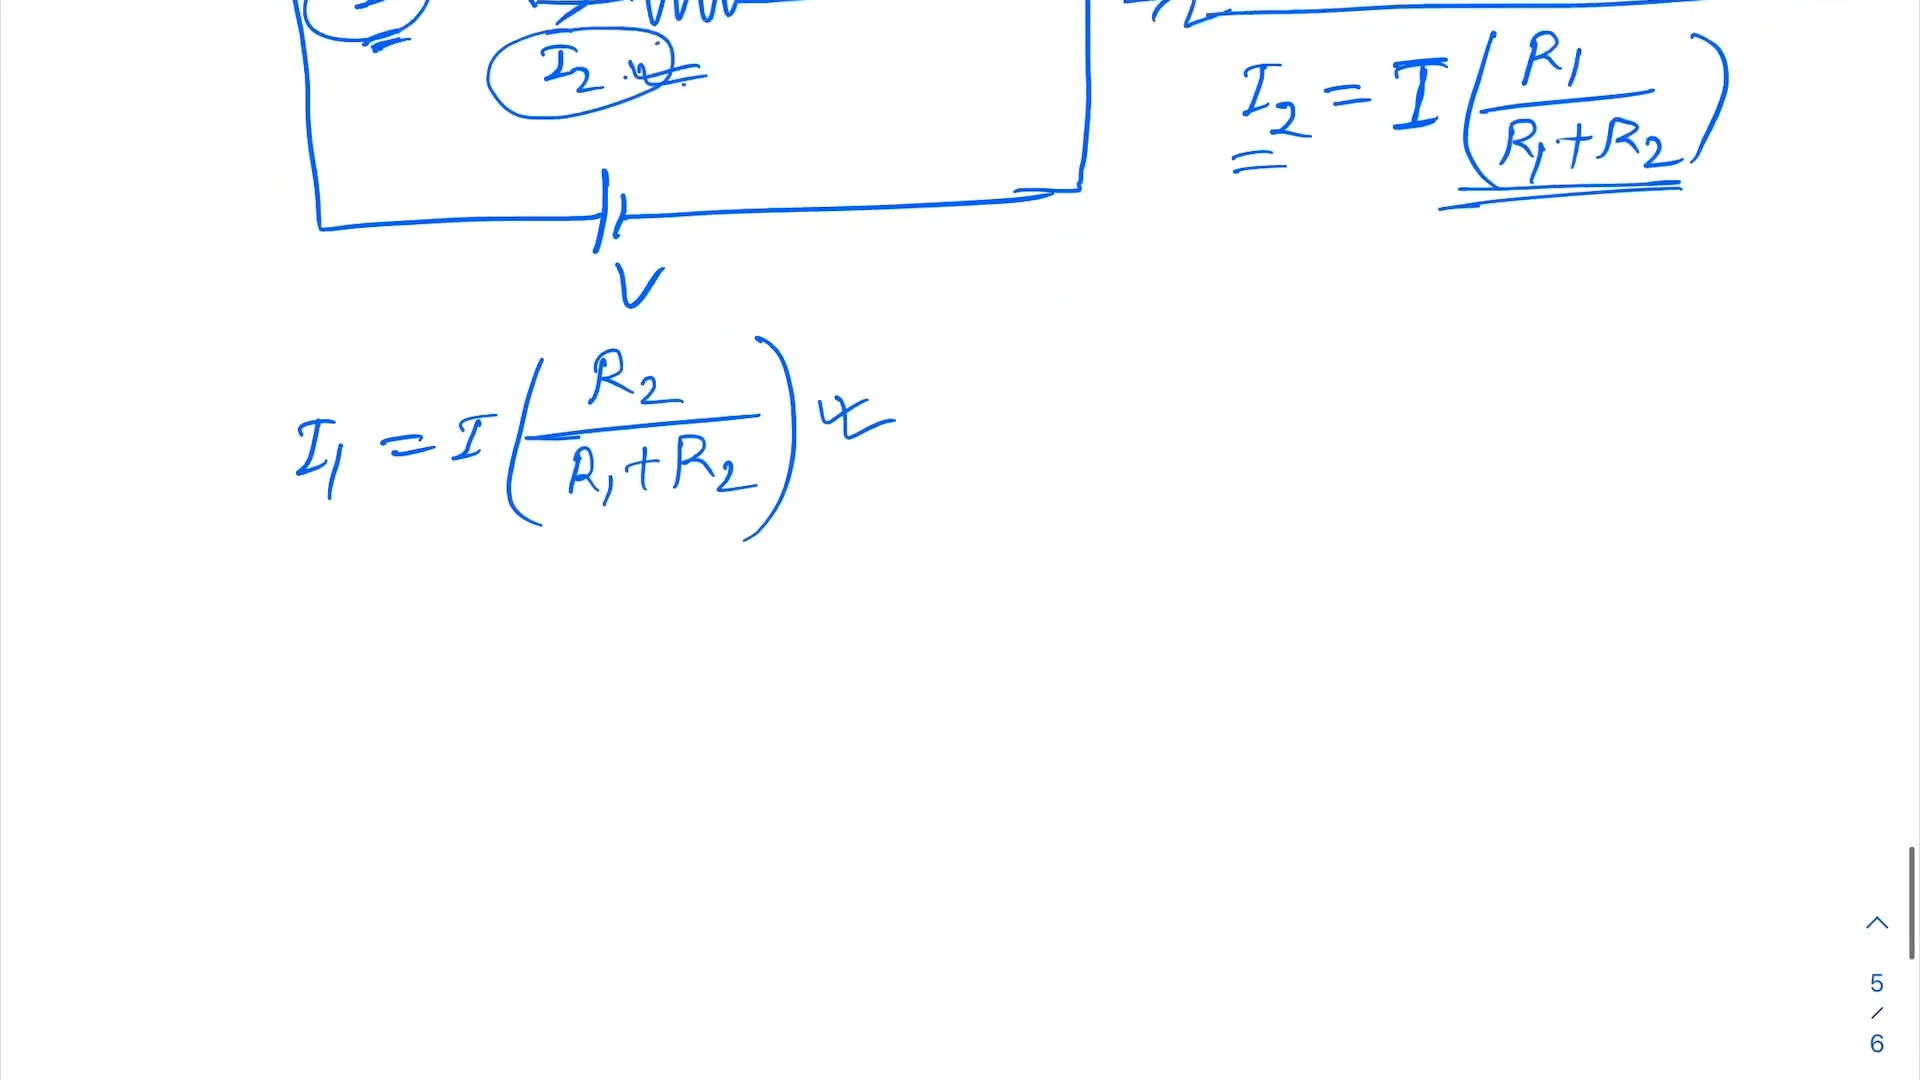 I₂
I₂ = I (R₁ / (R₁ + R₂))
V
I₁ = I (R₂ / (R₁ + R₂))
5
/
6